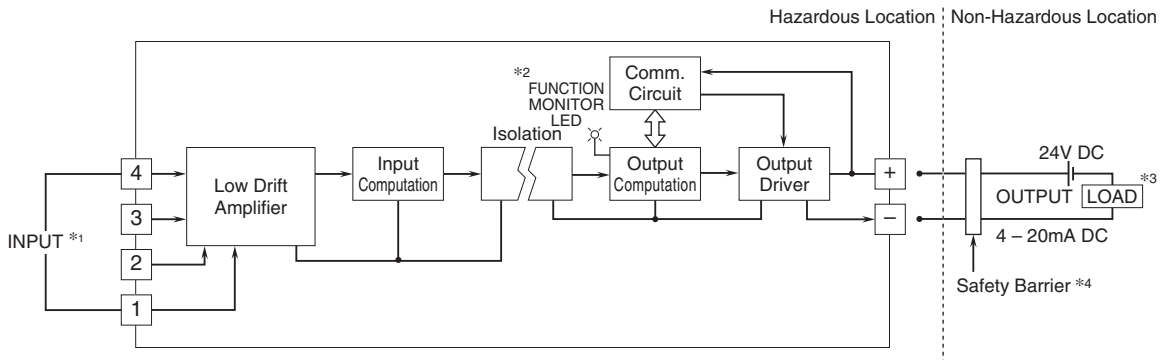 Hazardous Location
Non-Hazardous Location
*2
FUNCTION
MONITOR
LED
Comm.
Circuit
Isolation
4
3
2
1
INPUT *1
Low Drift
Amplifier
Input
Computation
Output
Computation
Output
Driver
+
−
24V DC
OUTPUT
LOAD
*3
4 – 20mA DC
Safety Barrier *4